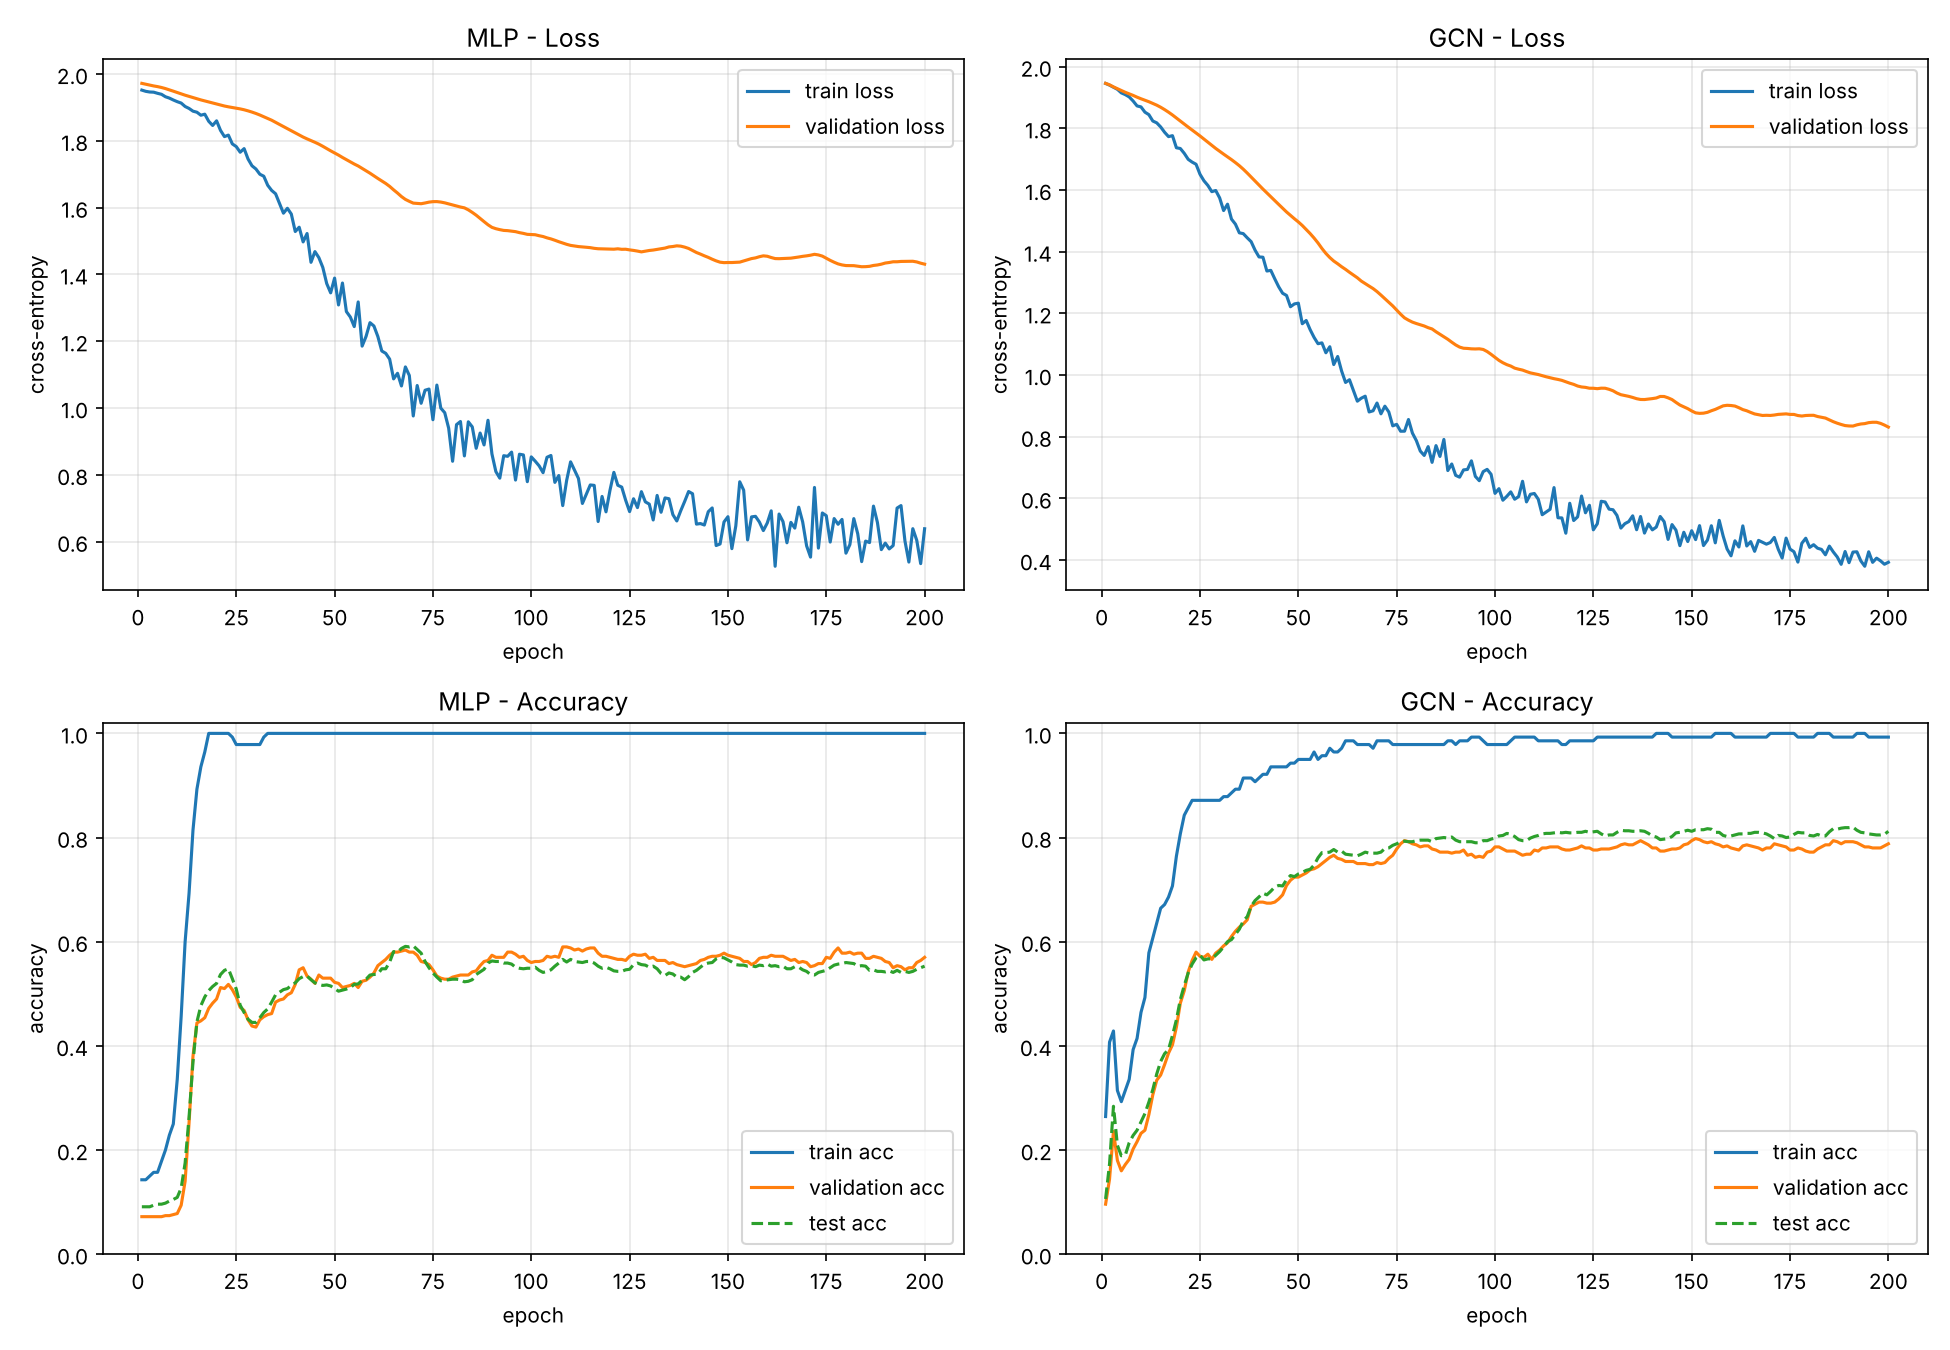 MLP - Loss
cross-entropy
2.0
1.8
1.6
1.4
1.2
1.0
0.8
0.6
train loss
validation loss
0 25 50 75 100 125 150 175 200
epoch
GCN - Loss
cross-entropy
2.0
1.8
1.6
1.4
1.2
1.0
0.8
0.6
0.4
train loss
validation loss
0 25 50 75 100 125 150 175 200
epoch
MLP - Accuracy
accuracy
1.0
0.8
0.6
0.4
0.2
0.0
train acc
validation acc
test acc
0 25 50 75 100 125 150 175 200
epoch
GCN - Accuracy
accuracy
1.0
0.8
0.6
0.4
0.2
0.0
train acc
validation acc
test acc
0 25 50 75 100 125 150 175 200
epoch